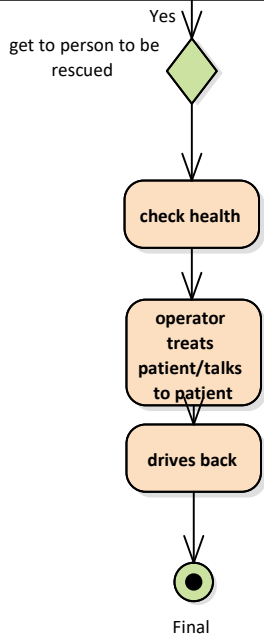 Yes
get to person to be
rescued
check health
operator
treats
patient/talks
to patient
drives back
Final